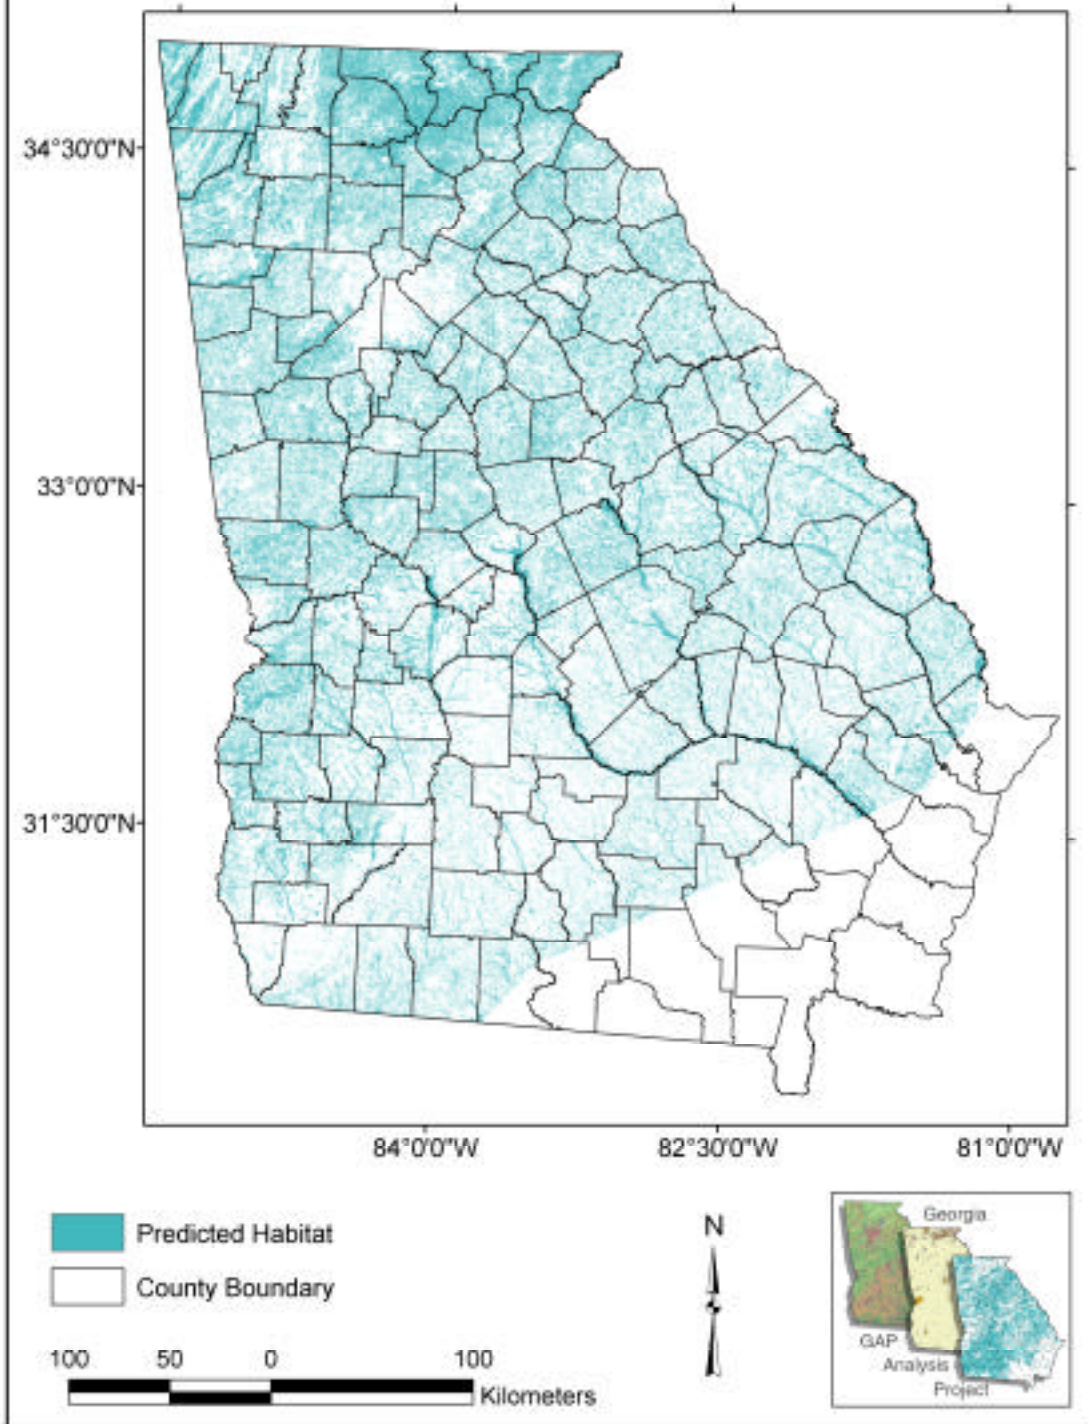 34°30'0"N
33°0'0"N
31°30'0"N
84°0'0"W
82°30'0"W
81°0'0"W
Predicted Habitat
County Boundary
N
100
50
0
100
Kilometers
Georgia
GAP
Analysis
Project